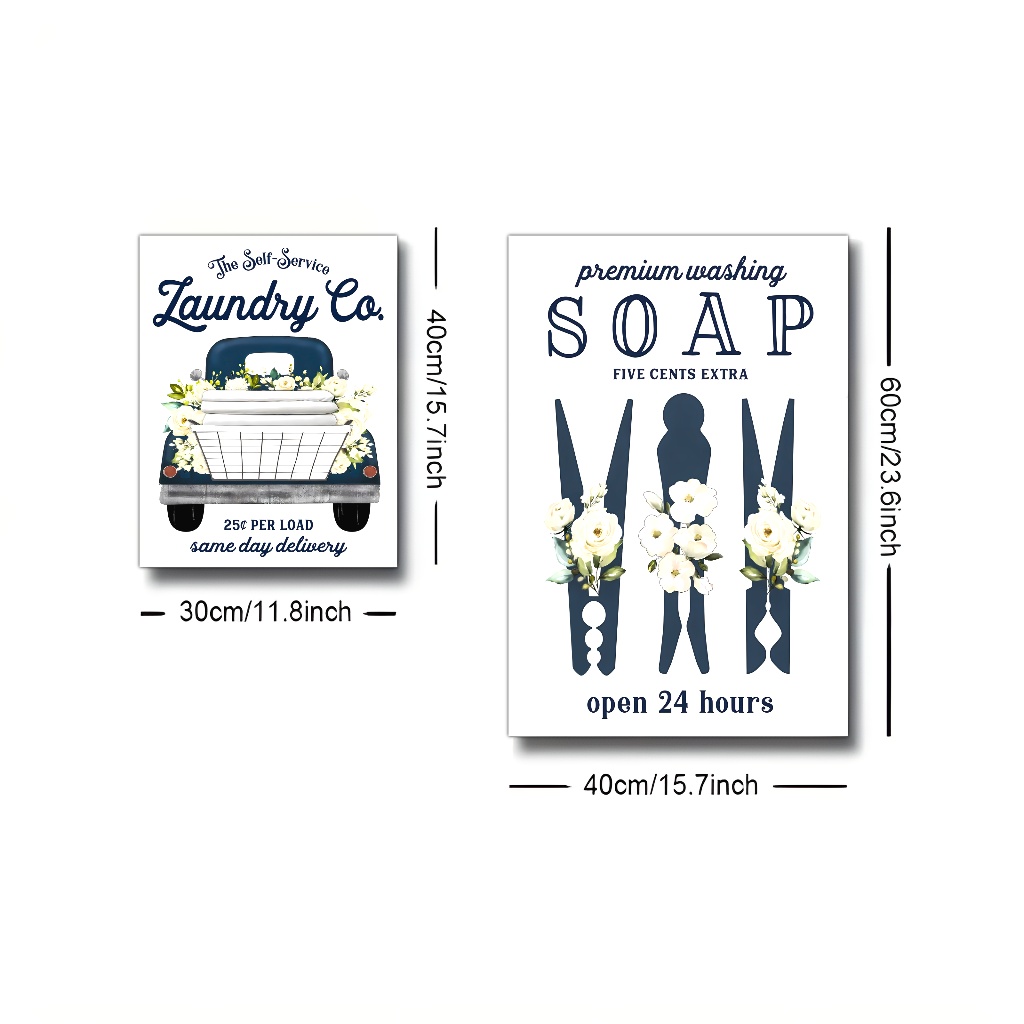 The Self-Service
Laundry Co.
25¢ PER LOAD
same day delivery
40cm/15.7inch
30cm/11.8inch
premium washing
SOAP
FIVE CENTS EXTRA
open 24 hours
60cm/23.6inch
40cm/15.7inch